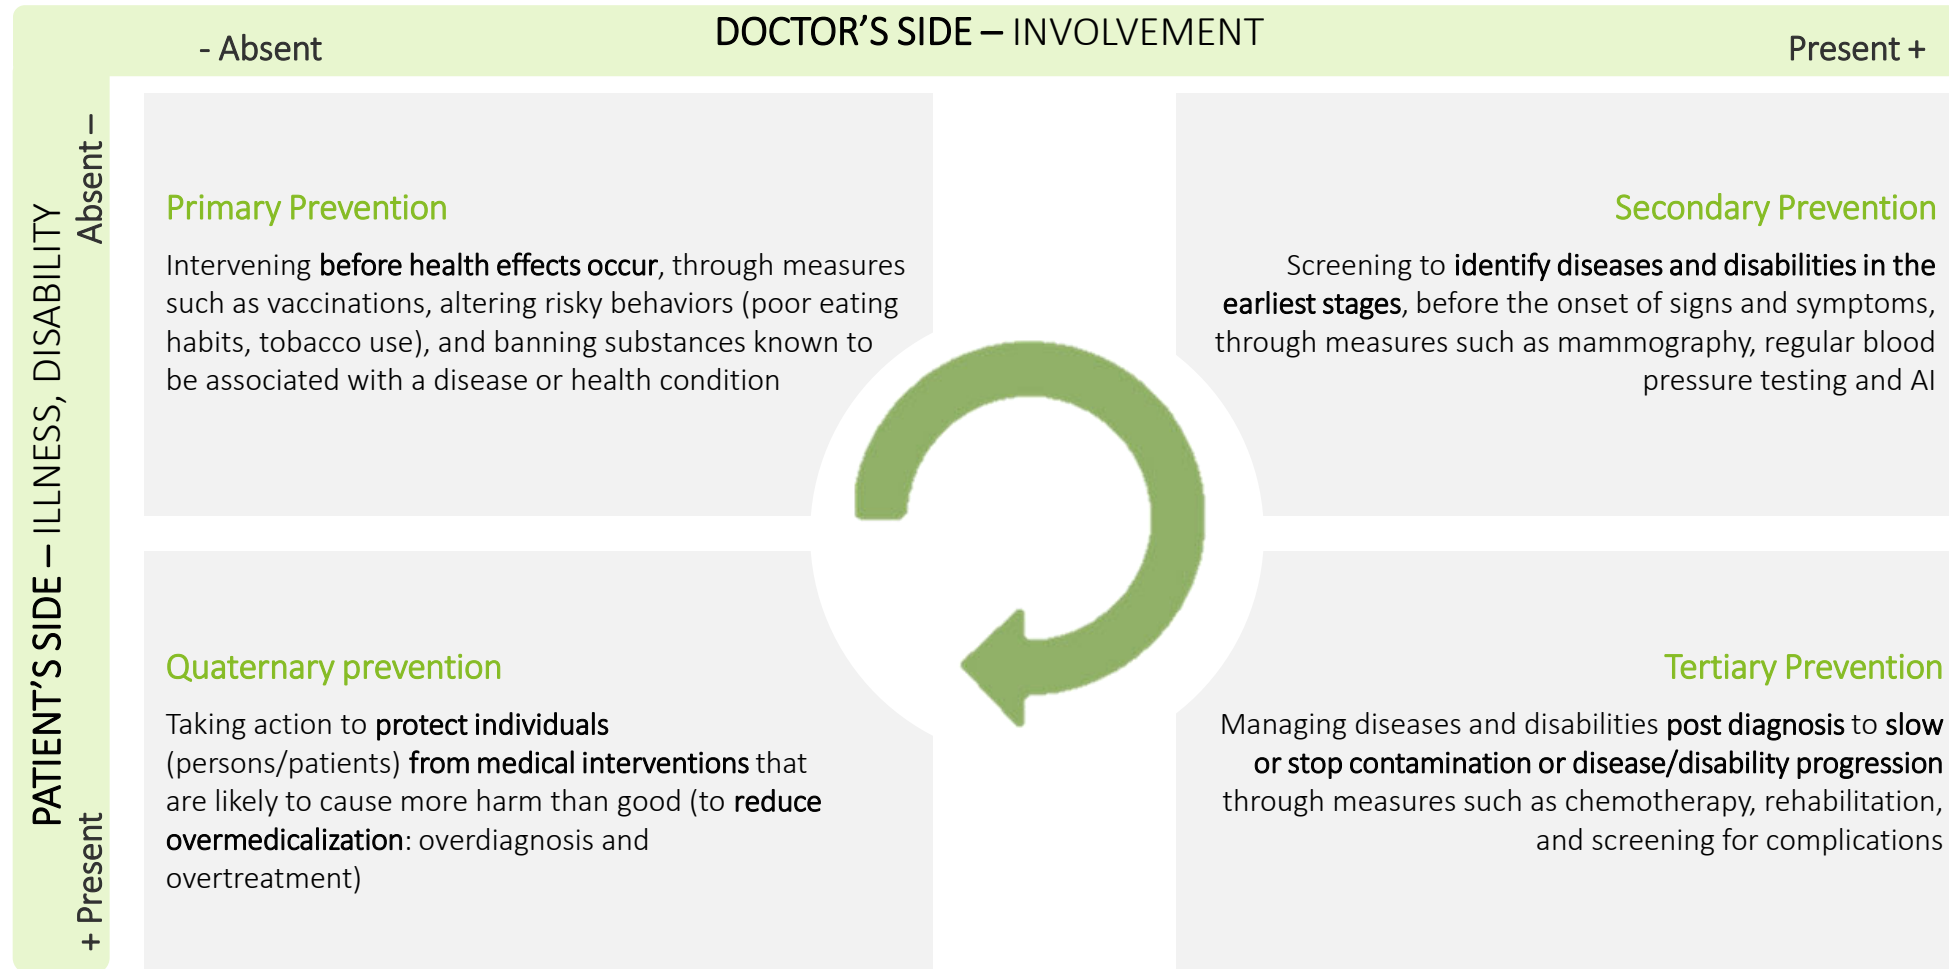 DOCTOR'S SIDE – INVOLVEMENT
- Absent
Present +
PATIENT'S SIDE – ILLNESS, DISABILITY
Absent –
+ Present
Primary Prevention
Intervening before health effects occur, through measures
such as vaccinations, altering risky behaviors (poor eating
habits, tobacco use), and banning substances known to
be associated with a disease or health condition
Secondary Prevention
Screening to identify diseases and disabilities in the
earliest stages, before the onset of signs and symptoms,
through measures such as mammography, regular blood
pressure testing and AI
Quaternary prevention
Taking action to protect individuals
(persons/patients) from medical interventions that
are likely to cause more harm than good (to reduce
overmedicalization: overdiagnosis and
overtreatment)
Tertiary Prevention
Managing diseases and disabilities post diagnosis to slow
or stop contamination or disease/disability progression
through measures such as chemotherapy, rehabilitation,
and screening for complications